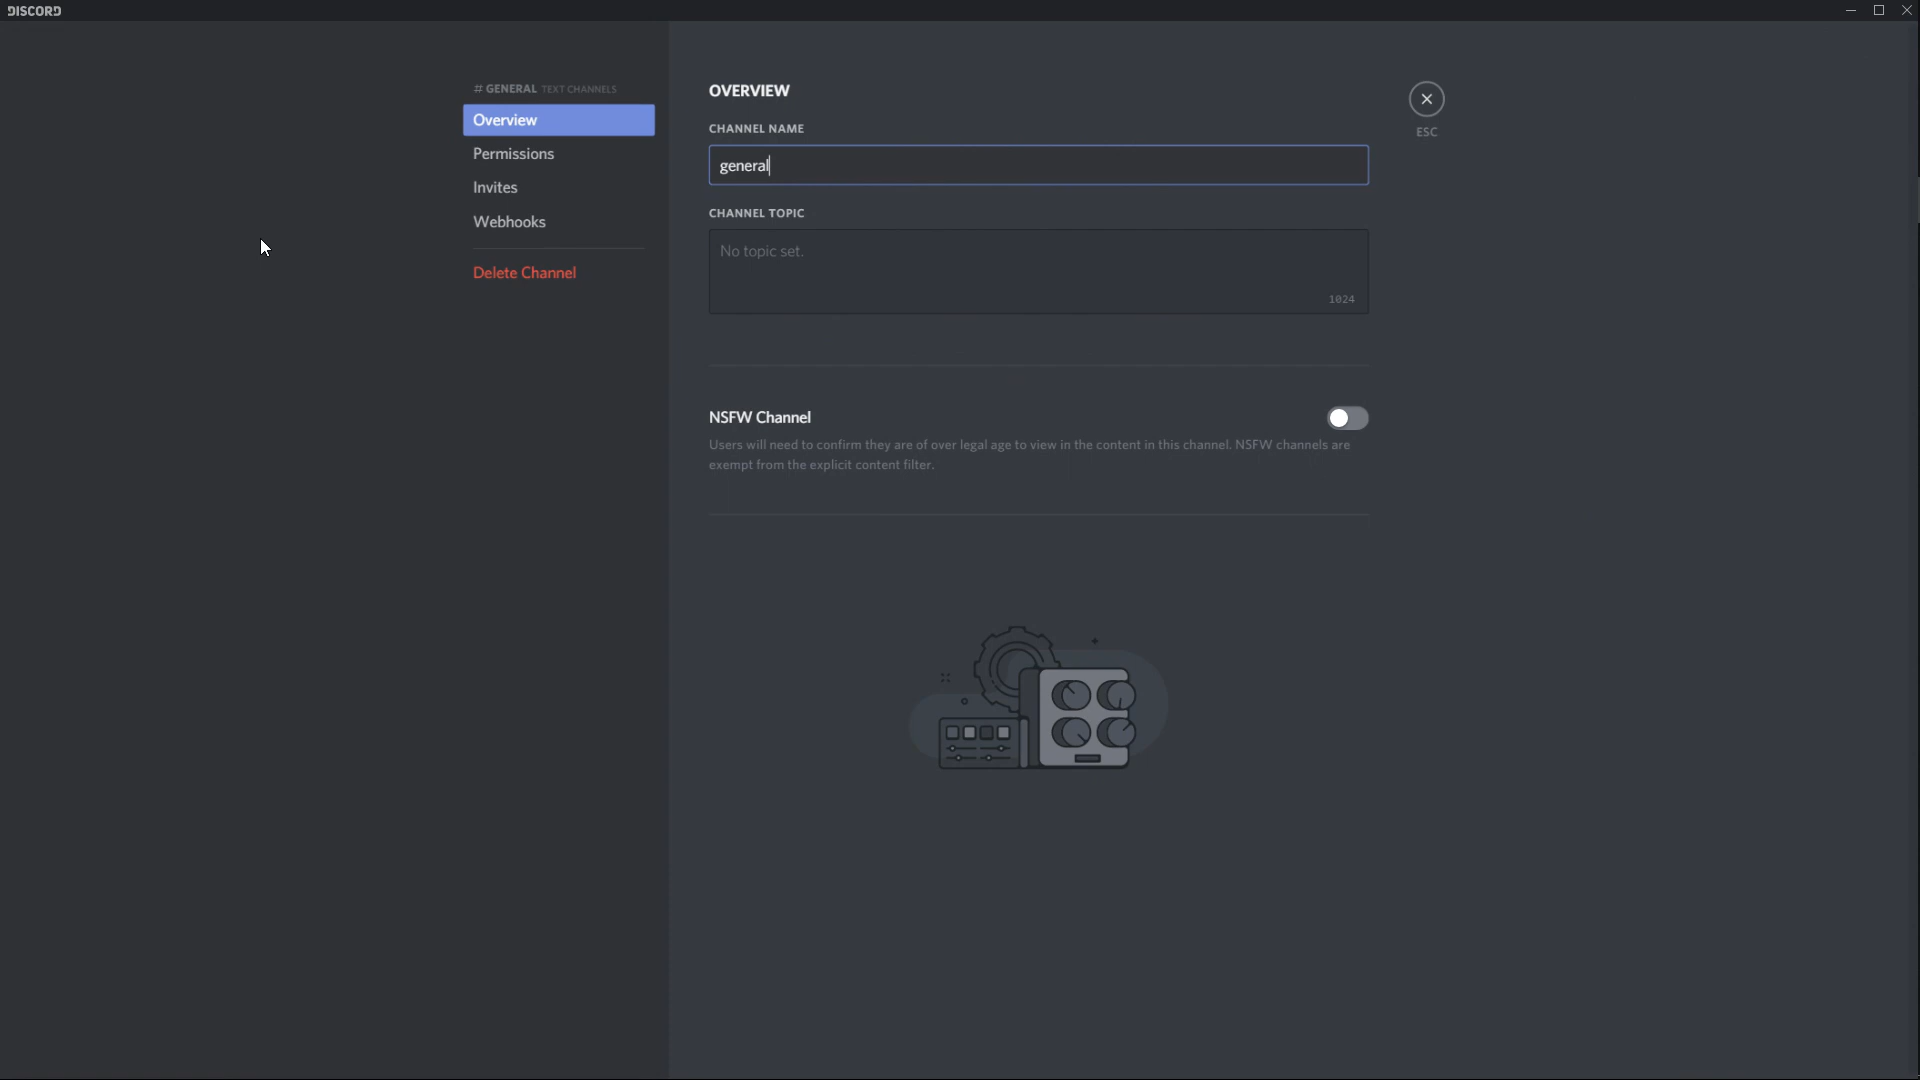 DISCORD
# GENERAL TEXT CHANNELS
Overview
Permissions
Invites
Webhooks
Delete Channel
OVERVIEW
CHANNEL NAME
general
CHANNEL TOPIC
No topic set.
1024
NSFW Channel
Users will need to confirm they are of over legal age to view in the content in this channel. NSFW channels are
exempt from the explicit content filter.
ESC